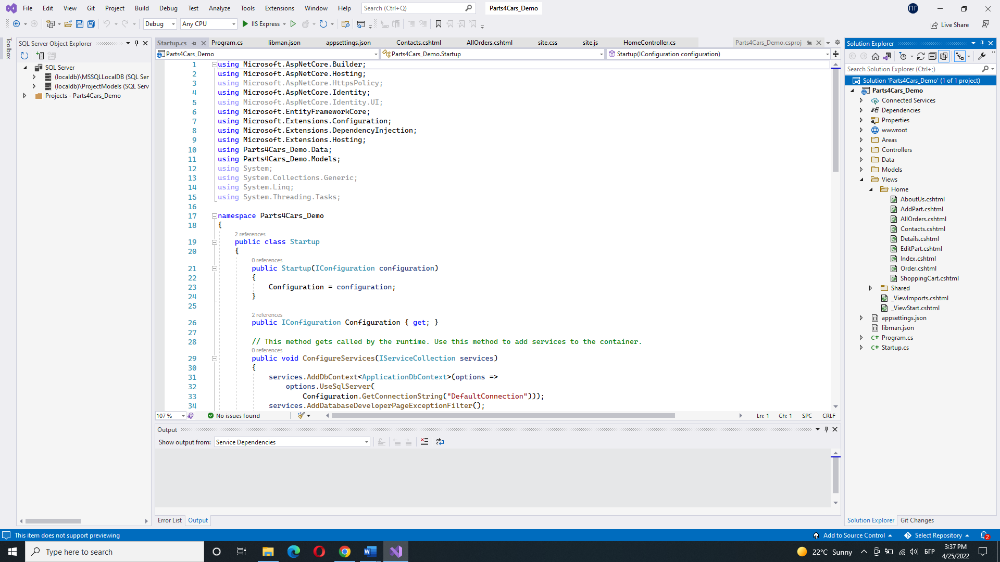 File Edit View Git Project Build Debug Test Analyze Tools Extensions Window Help Search (Ctrl+Q) Parts4Cars_Demo ПГ
Debug Any CPU IIS Express Live Share
Toolbox
SQL Server Object Explorer
SQL Server
(localdb)\MSSQLLocalDB (SQL Ser
(localdb)\ProjectModels (SQL Serv
Projects - Parts4Cars_Demo
Startup.cs Program.cs libman.json appsettings.json Contacts.cshtml AllOrders.cshtml site.css site.js HomeController.cs Parts4Cars_Demo.csproj
Parts4Cars_Demo Parts4Cars_Demo.Startup Startup(IConfiguration configuration)
1 using Microsoft.AspNetCore.Builder;
2 using Microsoft.AspNetCore.Hosting;
3 using Microsoft.AspNetCore.HttpsPolicy;
4 using Microsoft.AspNetCore.Identity;
5 using Microsoft.AspNetCore.Identity.UI;
6 using Microsoft.EntityFrameworkCore;
7 using Microsoft.Extensions.Configuration;
8 using Microsoft.Extensions.DependencyInjection;
9 using Microsoft.Extensions.Hosting;
10 using Parts4Cars_Demo.Data;
11 using Parts4Cars_Demo.Models;
12 using System;
13 using System.Collections.Generic;
14 using System.Linq;
15 using System.Threading.Tasks;
16
17 namespace Parts4Cars_Demo
18 {
2 references
19 public class Startup
20 {
0 references
21 public Startup(IConfiguration configuration)
22 {
23 Configuration = configuration;
24 }
25
2 references
26 public IConfiguration Configuration { get; }
27
28 // This method gets called by the runtime. Use this method to add services to the container.
0 references
29 public void ConfigureServices(IServiceCollection services)
30 {
31 services.AddDbContext<ApplicationDbContext>(options =>
32 options.UseSqlServer(
33 Configuration.GetConnectionString("DefaultConnection")));
34 services.AddDatabaseDeveloperPageExceptionFilter();
107 % No issues found Ln: 1 Ch: 1 SPC CRLF
Output
Show output from: Service Dependencies
Error List Output
Solution Explorer
Search Solution Explorer (Ctrl+;)
Solution 'Parts4Cars_Demo' (1 of 1 project)
Parts4Cars_Demo
Connected Services
Dependencies
Properties
wwwroot
Areas
Controllers
Data
Models
Views
Home
AboutUs.cshtml
AddPart.cshtml
AllOrders.cshtml
Contacts.cshtml
Details.cshtml
EditPart.cshtml
Index.cshtml
Order.cshtml
ShoppingCart.cshtml
Shared
_ViewImports.cshtml
_ViewStart.cshtml
appsettings.json
libman.json
C# Program.cs
C# Startup.cs
Solution Explorer Git Changes
This item does not support previewing Add to Source Control Select Repository 2
Type here to search 22°C Sunny БГР 3:37 PM
4/25/2022